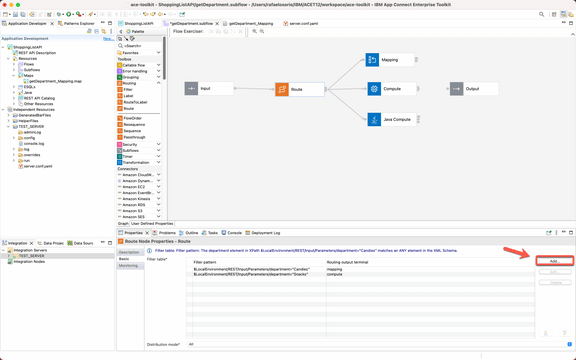 ace-toolkit - ShoppingListAPI/getDepartment.subflow - /Users/rafaelosorio/IBM/ACET12/workspace/ace-toolkit - IBM App Connect Enterprise Toolkit
Application Developer
Patterns Explorer
Application Development
New...
ShoppingListAPI
REST API Description
Resources
Flows
Subflows
Maps
getDepartment_Mapping.map
ESQLs
Java
REST API Catalog
Other Resources
Independent Resources
GeneratedBarFiles
HelperFiles
TEST_SERVER
adminLog
config
console.log
log
overrides
run
server.conf.yaml
ShoppingListAPI
*getDepartment.subflow
getDepartment_Mapping
server.conf.yaml
Flow Exerciser:
Palette
<Search>
Favorites
Toolbox
Callable flow
Error handling
Grouping
Routing
Filter
Label
RouteToLabel
Route
FlowOrder
Resequence
Sequence
Passthrough
Security
Subflows
Timer
Transformation
Connectors
Amazon CloudW...
Amazon Dynam...
Amazon EC2
Amazon EventBr...
Amazon Kinesis
Amazon RDS
Amazon S3
Amazon SES
Graph
User Defined Properties
Input
Route
Mapping
Compute
Java Compute
Output
Integration
Data Projec
Data Sourc
Integration Servers
TEST_SERVER
Integration Nodes
Properties
Problems
Outline
Tasks
Console
Deployment Log
Route Node Properties - Route
Description
Basic
Monitoring
Filter table: The department element in XPath $LocalEnvironment/REST/Input/Parameters/department="Candies" matches an ANY element in the XML Schema.
Filter table*
Filter pattern
Routing output terminal
$LocalEnvironment/REST/Input/Parameters/department="Candies"
mapping
$LocalEnvironment/REST/Input/Parameters/department="Snacks"
compute
Add...
Edit...
Delete
Distribution mode*
All